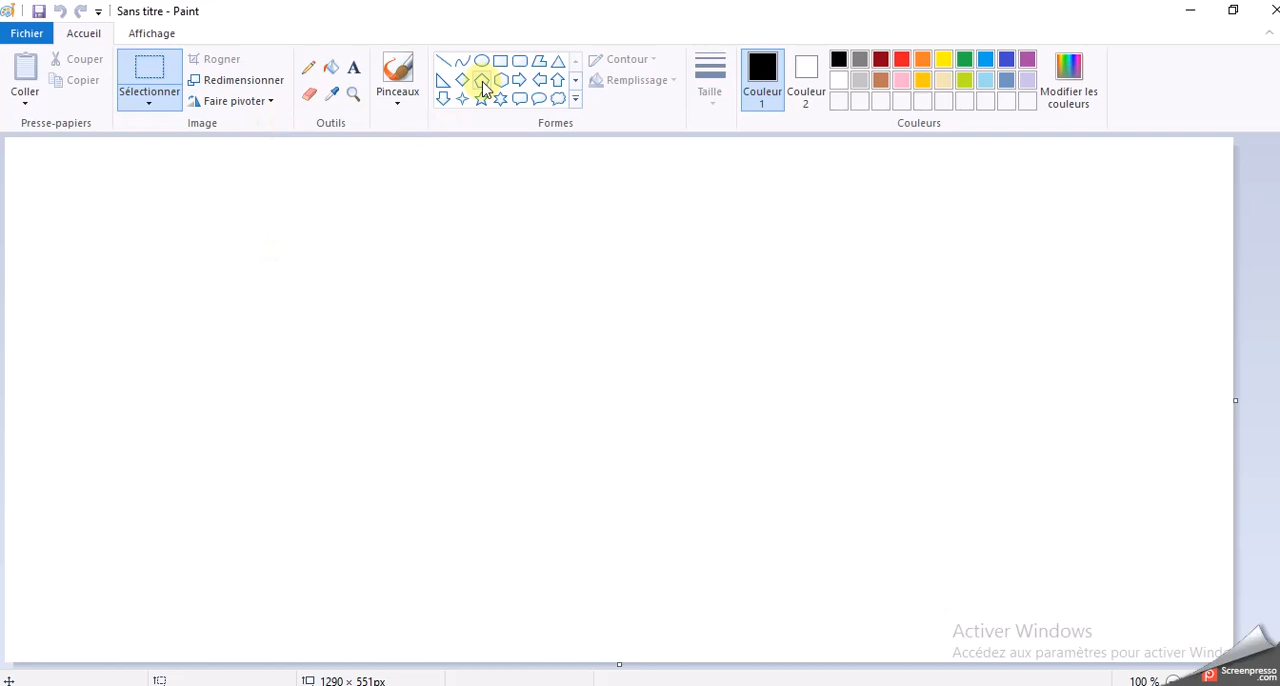 Sans titre - Paint
Fichier Accueil Affichage
Coller
Couper
Copier
Presse-papiers
Sélectionner
Rogner
Redimensionner
Faire pivoter
Image
A
Outils
Pinceaux
Formes
Contour
Remplissage
Taille
Couleur 1
Couleur 2
Modifier les couleurs
Couleurs
Activer Windows
Accédez aux paramètres pour activer
Screenpresso
.com
1290 × 551px
100 %